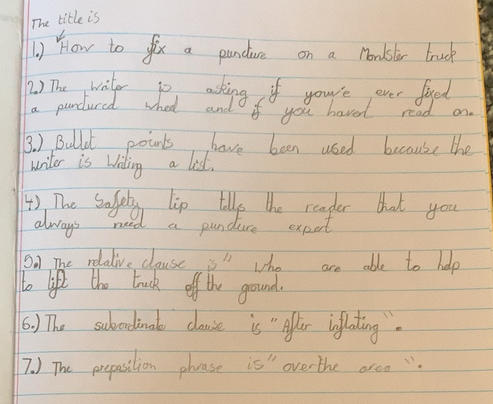 The title is
1.) How to fix a puncture on a Monster truck
2.) The writer is asking if youv'e ever fixed
a punctured wheel and if you havent read on.
3.) Bullet points have been used because the
writer is writing a list.
4) The Safety tip tells the reader that you
always need a puncture expert
5.) The relative clause is" who are able to help
to lift the truck off the ground.
6.) The subordinate clause is "After inflating".
7.) The preposition phrase is" over the area ".